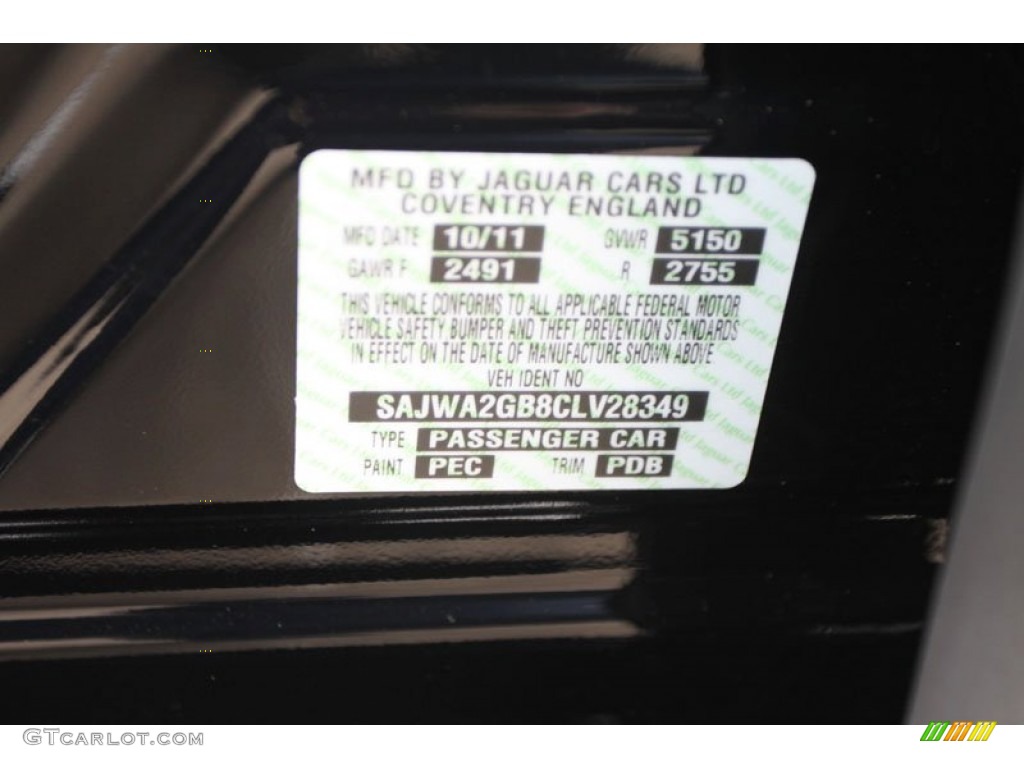 MFD BY JAGUAR CARS LTD
COVENTRY ENGLAND
MFD DATE 10/11 GVWR 5150
GAWR F 2491 R 2755
THIS VEHICLE CONFORMS TO ALL APPLICABLE FEDERAL MOTOR
VEHICLE SAFETY BUMPER AND THEFT PREVENTION STANDARDS
IN EFFECT ON THE DATE OF MANUFACTURE SHOWN ABOVE
VEH IDENT NO
SAJWA2GB8CLV28349
TYPE PASSENGER CAR
PAINT PEC TRIM PDB
GTCARLOT.COM